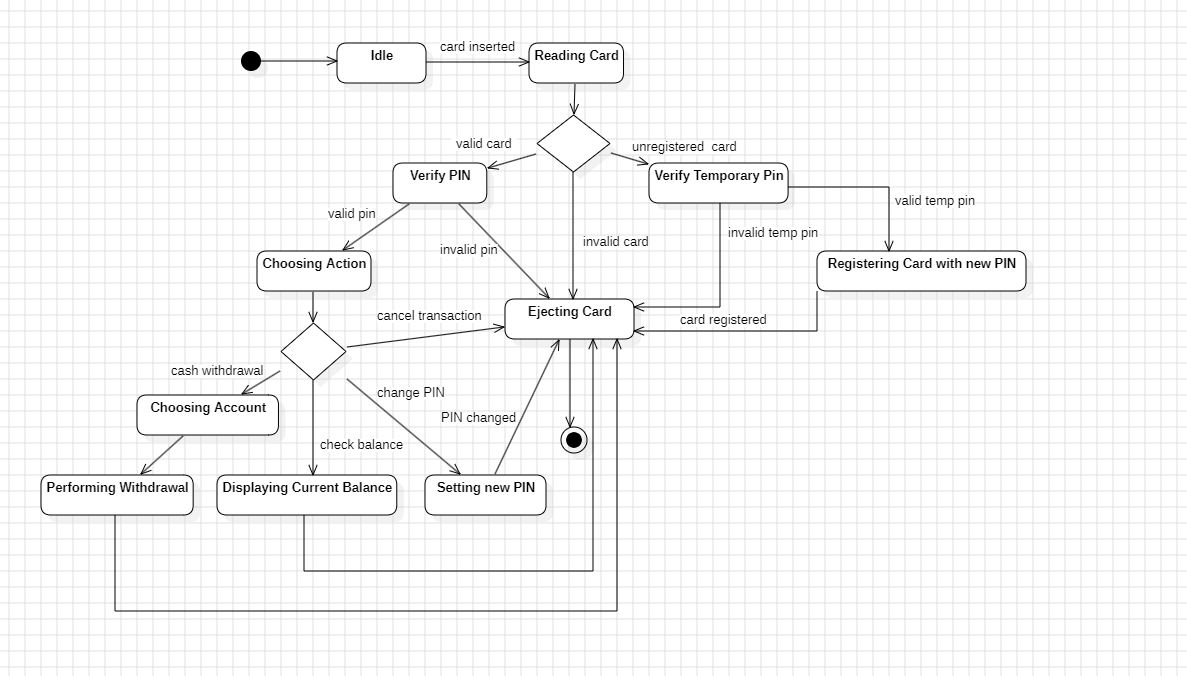 Idle
card inserted
Reading Card
valid card
unregistered  card
Verify PIN
Verify Temporary Pin
valid temp pin
valid pin
invalid pin
invalid card
invalid temp pin
Choosing Action
Registering Card with new PIN
Ejecting Card
cancel transaction
card registered
cash withdrawal
change PIN
Choosing Account
PIN changed
check balance
Performing Withdrawal
Displaying Current Balance
Setting new PIN